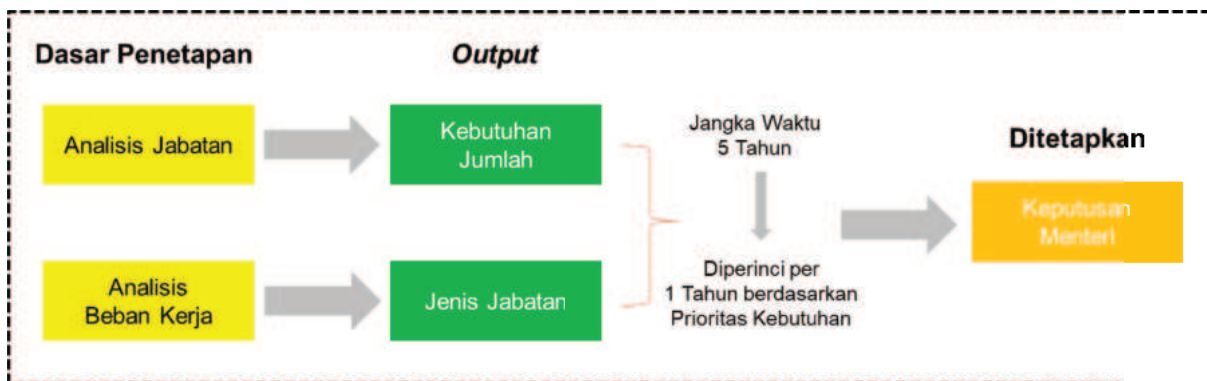 Dasar Penetapan
Output
Analisis Jabatan
Kebutuhan
Jumlah
Jangka Waktu
5 Tahun
Ditetapkan
Keputusan
Menteri
Analisis
Beban Kerja
Jenis Jabatan
Diperinci per
1 Tahun berdasarkan
Prioritas Kebutuhan